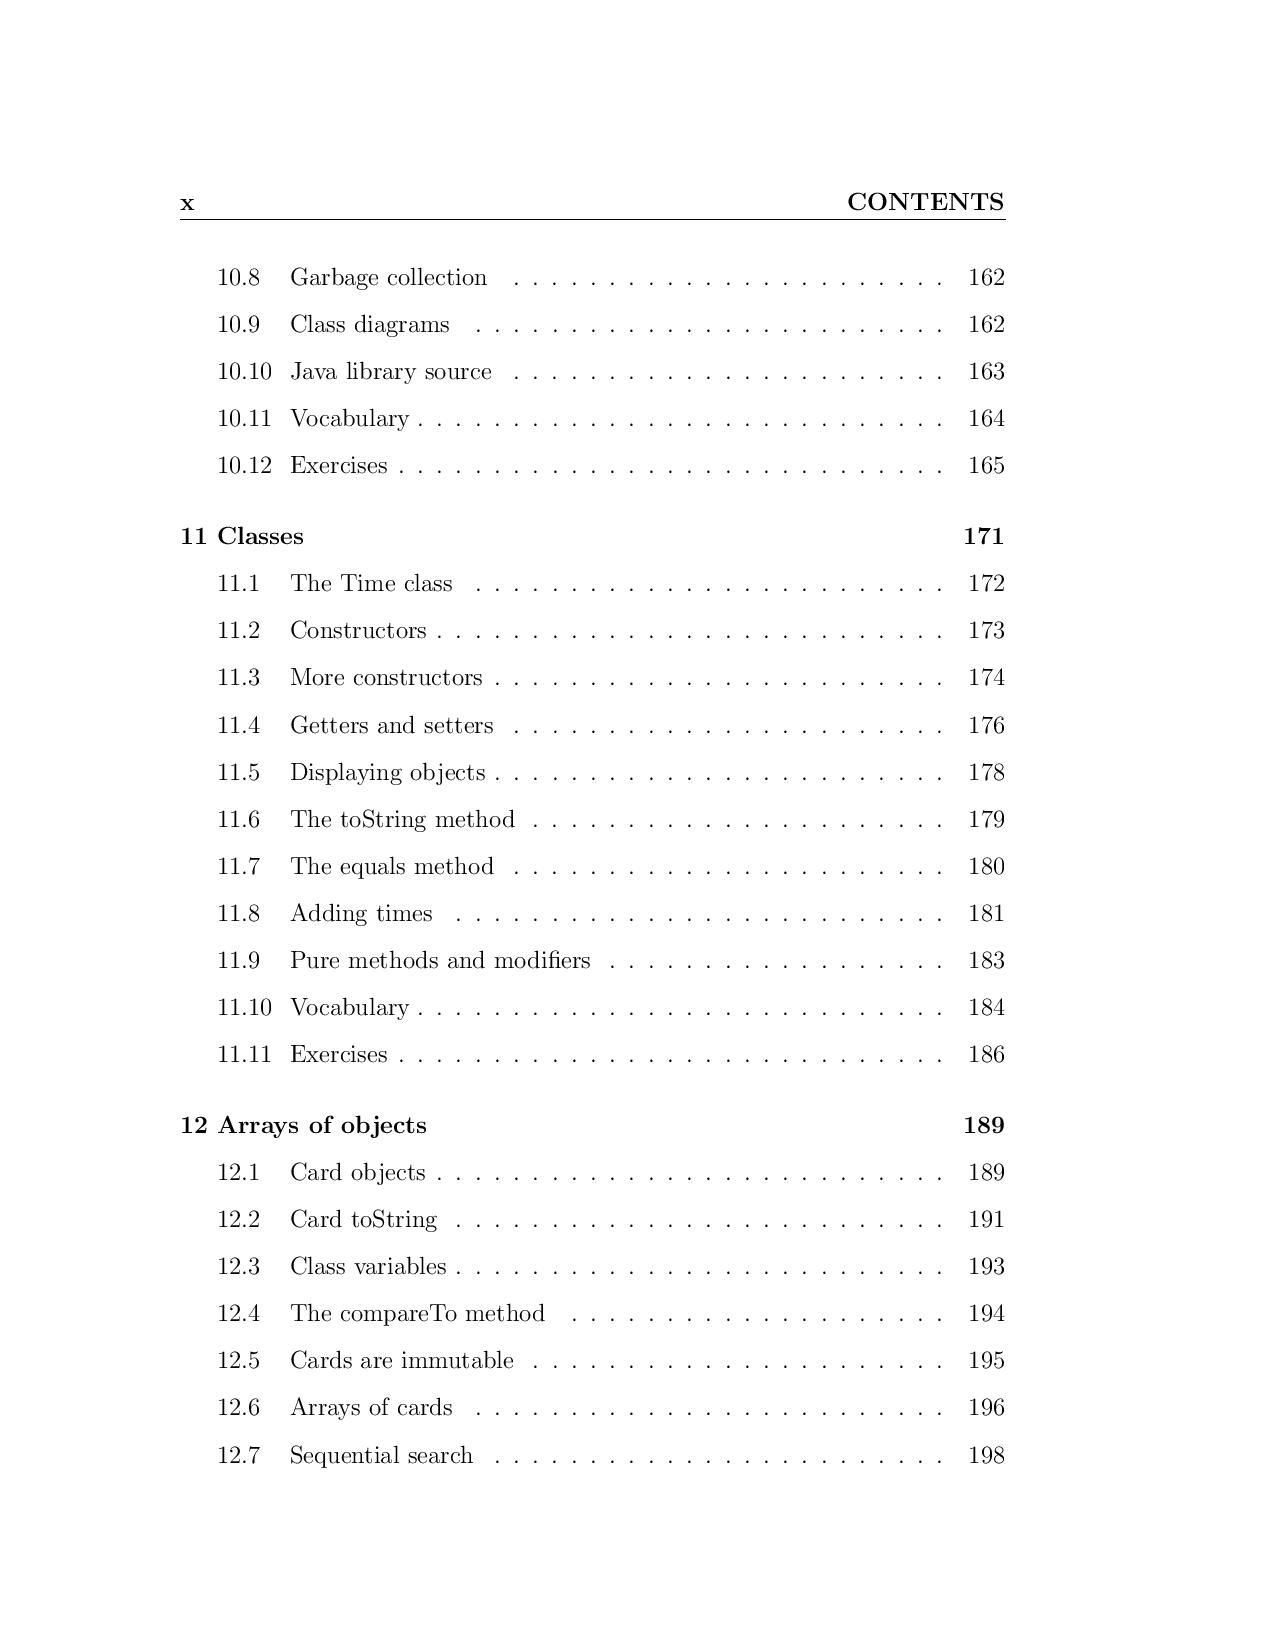 x CONTENTS
10.8 Garbage collection . . . . . . . . . . . . . . . . . . . . . . . 162
10.9 Class diagrams . . . . . . . . . . . . . . . . . . . . . . . . . 162
10.10 Java library source . . . . . . . . . . . . . . . . . . . . . . . 163
10.11 Vocabulary . . . . . . . . . . . . . . . . . . . . . . . . . . . . 164
10.12 Exercises . . . . . . . . . . . . . . . . . . . . . . . . . . . . . 165
11 Classes 171
11.1 The Time class . . . . . . . . . . . . . . . . . . . . . . . . . 172
11.2 Constructors . . . . . . . . . . . . . . . . . . . . . . . . . . . 173
11.3 More constructors . . . . . . . . . . . . . . . . . . . . . . . . 174
11.4 Getters and setters . . . . . . . . . . . . . . . . . . . . . . . 176
11.5 Displaying objects . . . . . . . . . . . . . . . . . . . . . . . . 178
11.6 The toString method . . . . . . . . . . . . . . . . . . . . . . 179
11.7 The equals method . . . . . . . . . . . . . . . . . . . . . . . 180
11.8 Adding times . . . . . . . . . . . . . . . . . . . . . . . . . . 181
11.9 Pure methods and modifiers . . . . . . . . . . . . . . . . . . 183
11.10 Vocabulary . . . . . . . . . . . . . . . . . . . . . . . . . . . . 184
11.11 Exercises . . . . . . . . . . . . . . . . . . . . . . . . . . . . . 186
12 Arrays of objects 189
12.1 Card objects . . . . . . . . . . . . . . . . . . . . . . . . . . . 189
12.2 Card toString . . . . . . . . . . . . . . . . . . . . . . . . . . 191
12.3 Class variables . . . . . . . . . . . . . . . . . . . . . . . . . . 193
12.4 The compareTo method . . . . . . . . . . . . . . . . . . . . 194
12.5 Cards are immutable . . . . . . . . . . . . . . . . . . . . . . 195
12.6 Arrays of cards . . . . . . . . . . . . . . . . . . . . . . . . . 196
12.7 Sequential search . . . . . . . . . . . . . . . . . . . . . . . . 198